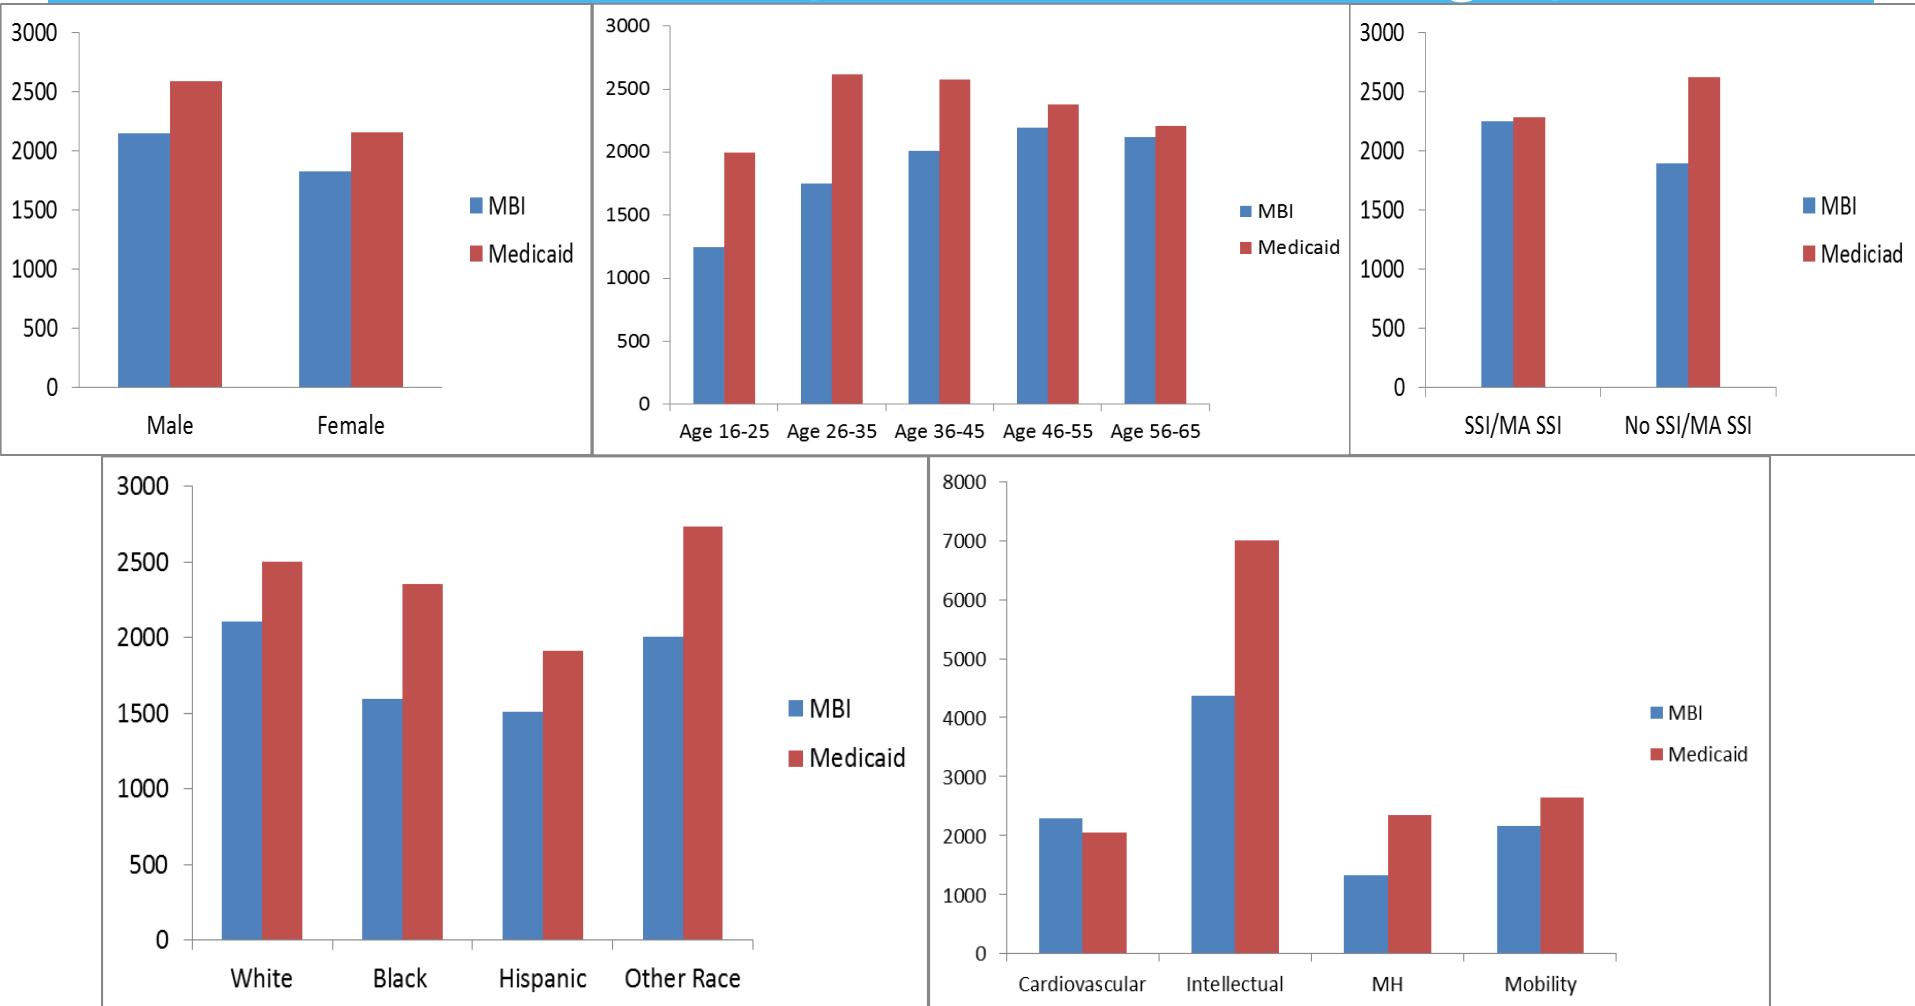 3000
2500
2000
1500
1000
500
0
Male Female
MBI
Medicaid
3000
2500
2000
1500
1000
500
0
Age 16-25 Age 26-35 Age 36-45 Age 46-55 Age 56-65
MBI
Medicaid
3000
2500
2000
1500
1000
500
0
SSI/MA SSI No SSI/MA SSI
MBI
Mediciad
3000
2500
2000
1500
1000
500
0
White Black Hispanic Other Race
MBI
Medicaid
8000
7000
6000
5000
4000
3000
2000
1000
0
Cardiovascular Intellectual MH Mobility
MBI
Medicaid